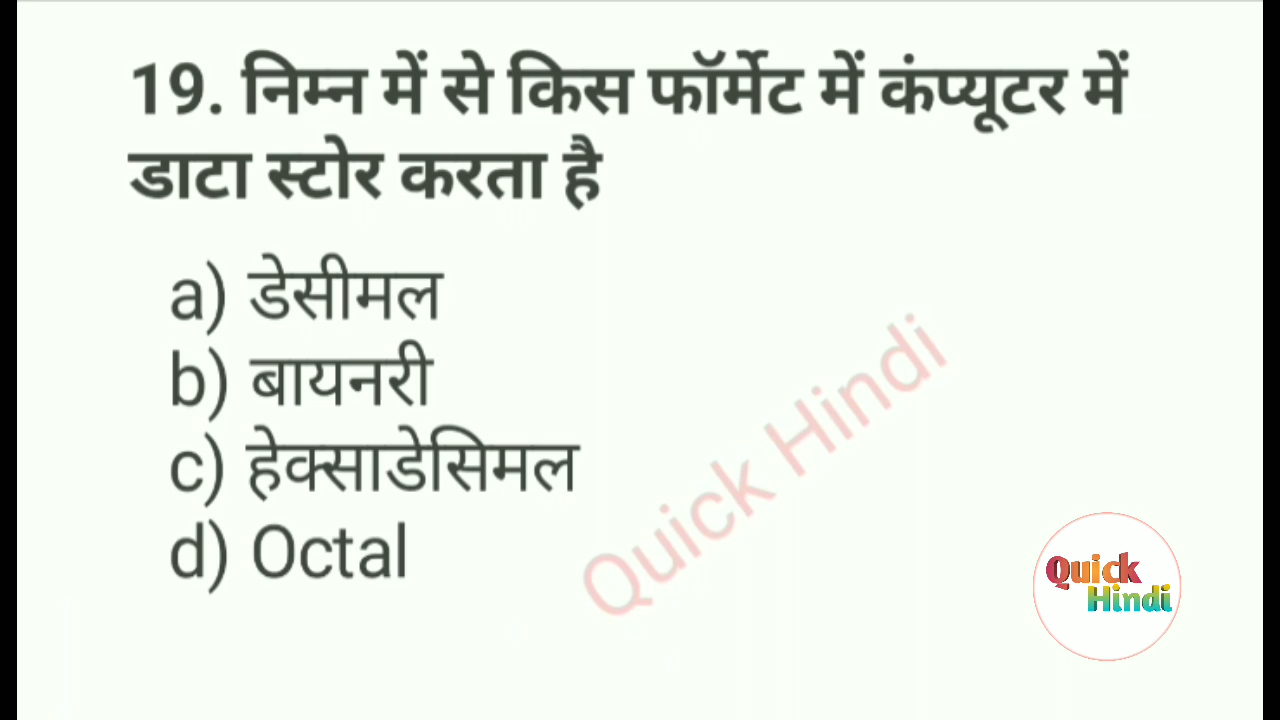 19. निम्न में से किस फॉर्मेट में कंप्यूटर में
डाटा स्टोर करता है
a) डेसीमल
b) बायनरी
c) हेक्साडेसिमल
d) Octal
Quick Hindi
Quick
Hindi